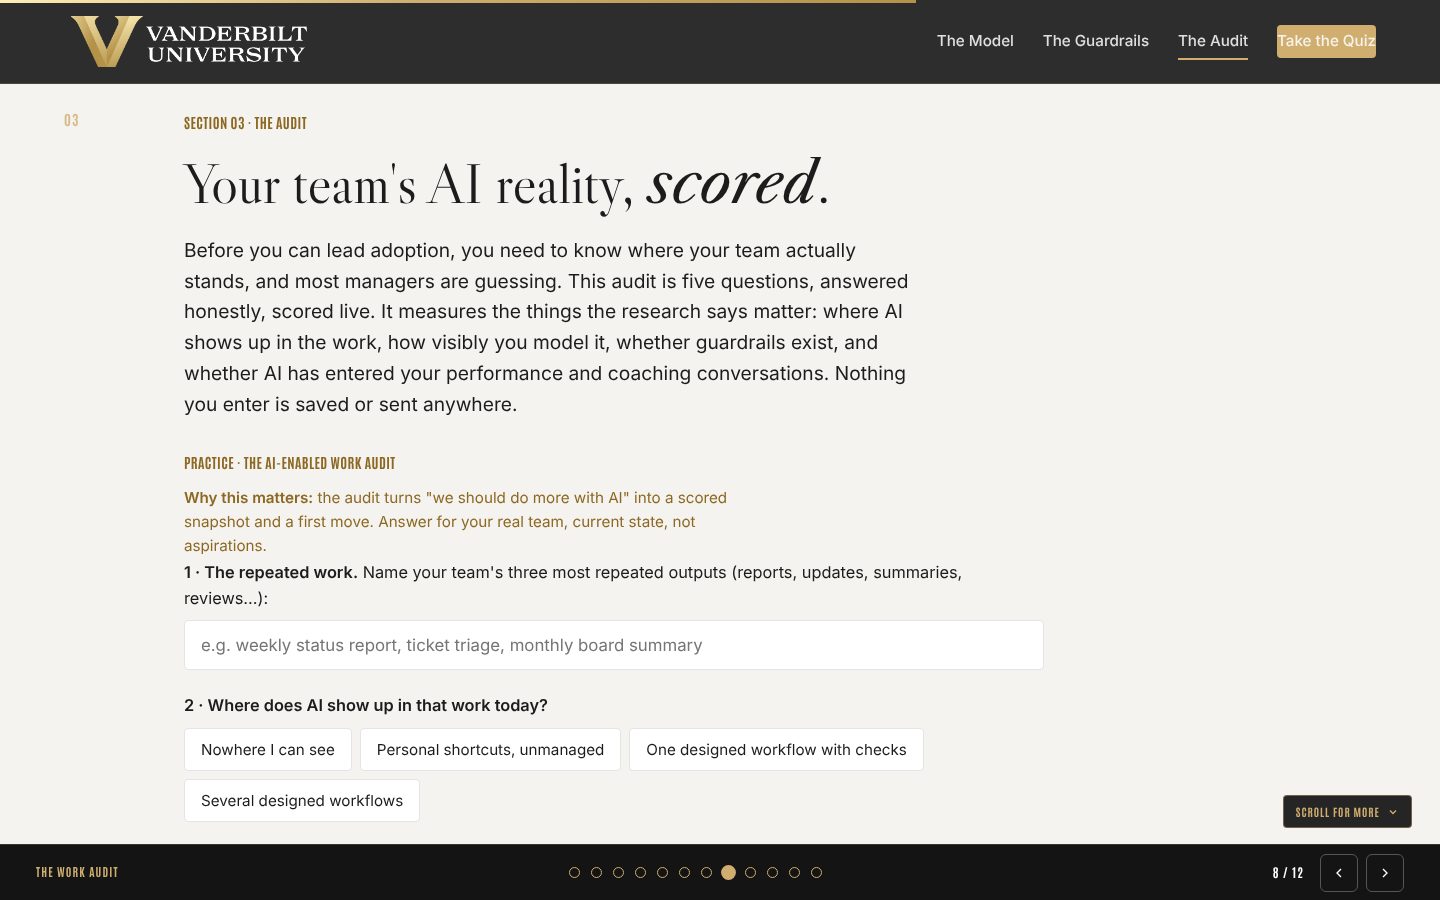 VANDERBILT
UNIVERSITY
The Model
The Guardrails
The Audit
Take the Quiz
03
SECTION 03 · THE AUDIT
Your team's AI reality, scored.
Before you can lead adoption, you need to know where your team actually
stands, and most managers are guessing. This audit is five questions, answered
honestly, scored live. It measures the things the research says matter: where AI
shows up in the work, how visibly you model it, whether guardrails exist, and
whether AI has entered your performance and coaching conversations. Nothing
you enter is saved or sent anywhere.
PRACTICE · THE AI-ENABLED WORK AUDIT
Why this matters: the audit turns "we should do more with AI" into a scored
snapshot and a first move. Answer for your real team, current state, not
aspirations.
1 · The repeated work. Name your team's three most repeated outputs (reports, updates, summaries,
reviews…):
e.g. weekly status report, ticket triage, monthly board summary
2 · Where does AI show up in that work today?
Nowhere I can see
Personal shortcuts, unmanaged
One designed workflow with checks
Several designed workflows
SCROLL FOR MORE
THE WORK AUDIT
8 / 12